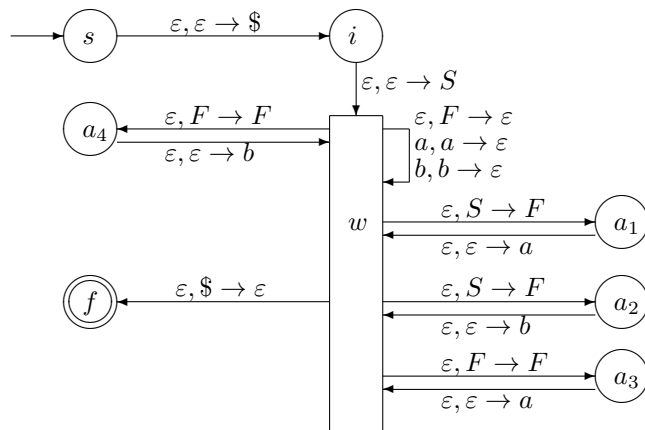 s ε, ε → $ i
ε, ε → S
a₄ ε, F → F ε, F → ε
ε, ε → b a, a → ε
b, b → ε
w ε, S → F a₁
ε, ε → a
f ε, $ → ε ε, S → F a₂
ε, ε → b
ε, F → F a₃
ε, ε → a